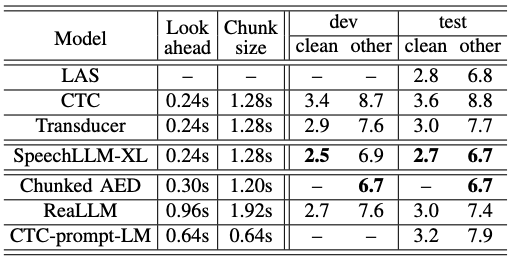 Model Look ahead Chunk size dev test
clean other clean other
LAS – – – – 2.8 6.8
CTC 0.24s 1.28s 3.4 8.7 3.6 8.8
Transducer 0.24s 1.28s 2.9 7.6 3.0 7.7
SpeechLLM-XL 0.24s 1.28s 2.5 6.9 2.7 6.7
Chunked AED 0.30s 1.20s – 6.7 – 6.7
ReaLLM 0.96s 1.92s 2.7 7.6 3.0 7.4
CTC-prompt-LM 0.64s 0.64s – – 3.2 7.9